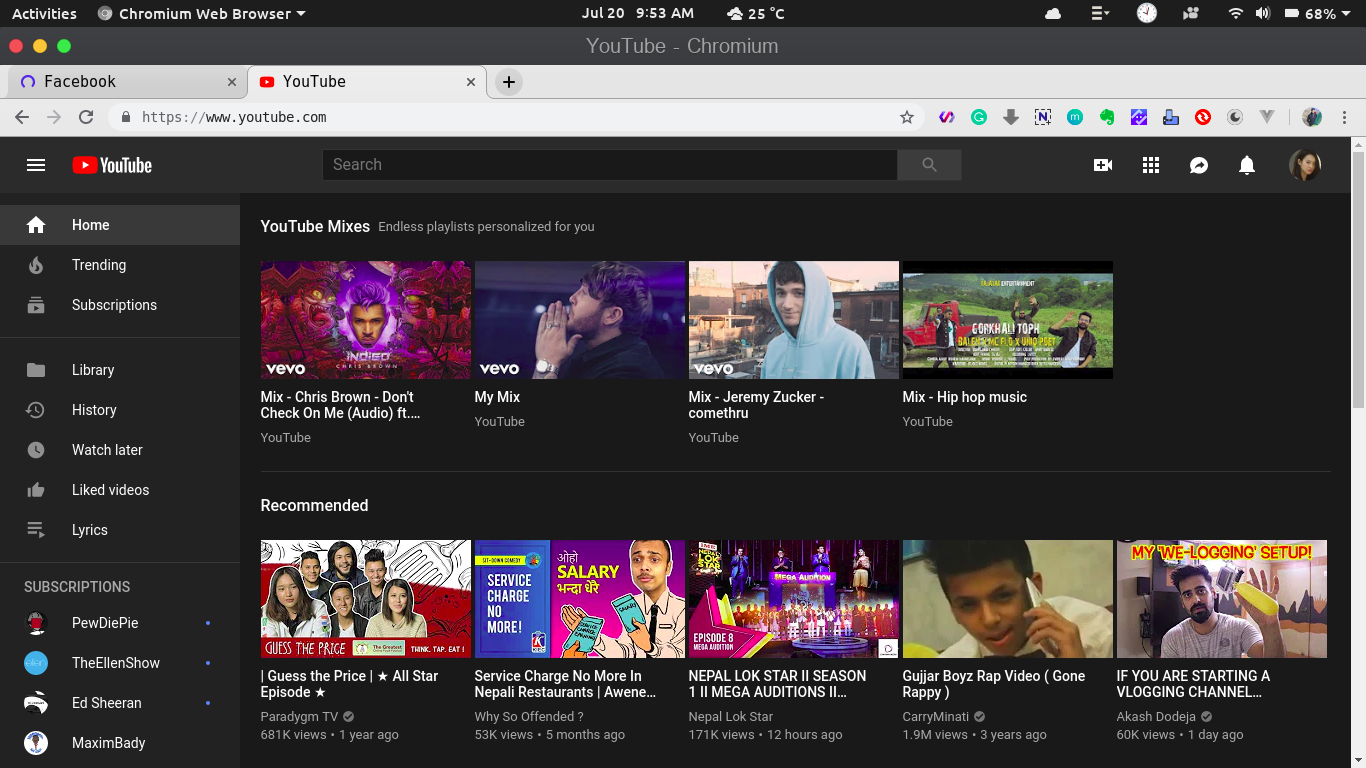 Activities Chromium Web Browser Jul 20 9:53 AM 25 °C 68%
YouTube - Chromium
Facebook YouTube
https://www.youtube.com
YouTube Search
Home
Trending
Subscriptions
Library
History
Watch later
Liked videos
Lyrics
SUBSCRIPTIONS
PewDiePie
TheEllenShow
Ed Sheeran
MaximBady
YouTube Mixes Endless playlists personalized for you
INDIGO
CHRIS BROWN
vevo
Mix - Chris Brown - Don't
Check On Me (Audio) ft.…
YouTube
vevo
My Mix
YouTube
vevo
Mix - Jeremy Zucker -
comethru
YouTube
ENTERTAINMENT
GORKHALI TOPI
Mix - Hip hop music
YouTube
Recommended
GUESS THE PRICE
The Greatest
THINK. TAP. EAT !
| Guess the Price | ★ All Star
Episode ★
Paradygm TV
681K views • 1 year ago
SIT-DOWN COMEDY
SERVICE
CHARGE
NO
MORE!
ओहो
SALARY
भन्दा धेरै
SALARY
Service Charge No More In
Nepali Restaurants | Awene…
Why So Offended ?
53K views • 5 months ago
NEPAL
LOK
STAR
MEGA AUDITION
EPISODE 8
MEGA AUDITION
NEPAL LOK STAR II SEASON
1 II MEGA AUDITIONS II…
Nepal Lok Star
171K views • 12 hours ago
Gujjar Boyz Rap Video ( Gone
Rappy )
CarryMinati
1.9M views • 3 years ago
MY 'WE-LOGGING' SETUP!
IF YOU ARE STARTING A
VLOGGING CHANNEL…
Akash Dodeja
60K views • 1 day ago